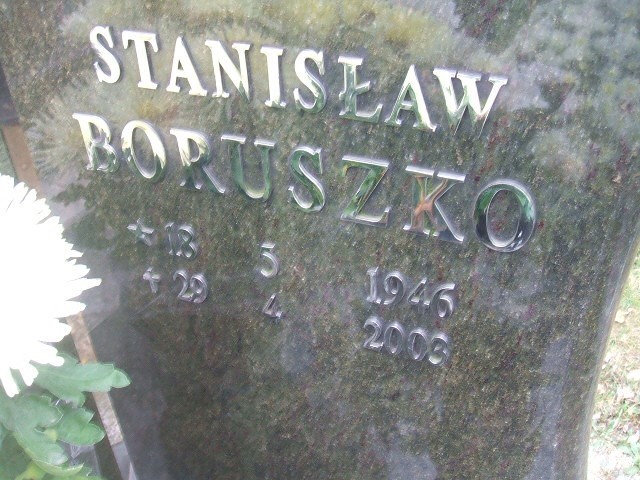 STANISŁAW
BORUSZKO
* 18 5 1946
+ 29 4 2003